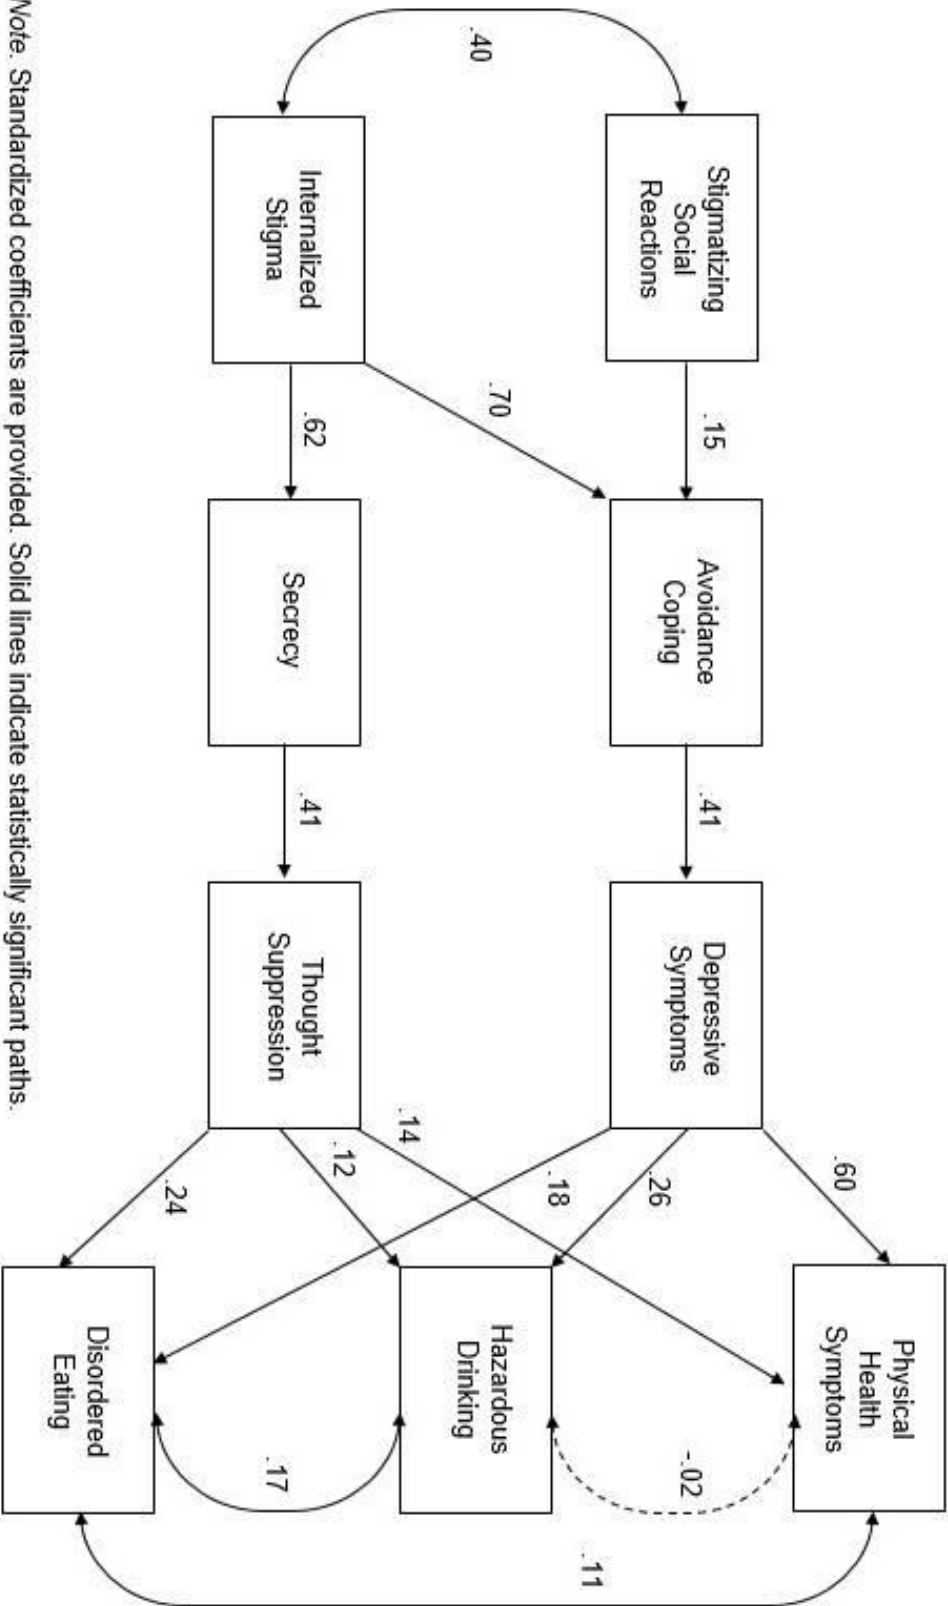 .40
Stigmatizing
Social
Reactions
.15
Avoidance
Coping
.41
Depressive
Symptoms
.60
Physical
Health
Symptoms
.70
.26
.18
-.02
Hazardous
Drinking
.11
.14
.12
.17
Internalized
Stigma
.62
Secrecy
.41
Thought
Suppression
.24
Disordered
Eating
Note. Standardized coefficients are provided. Solid lines indicate statistically significant paths.